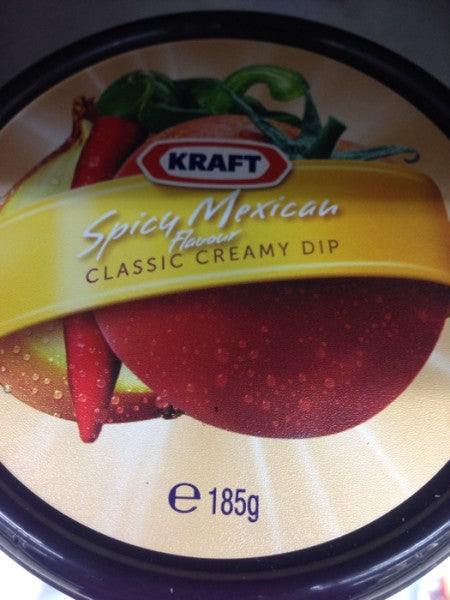 KRAFT
Spicy Mexican
Flavour
CLASSIC CREAMY DIP
℮ 185g